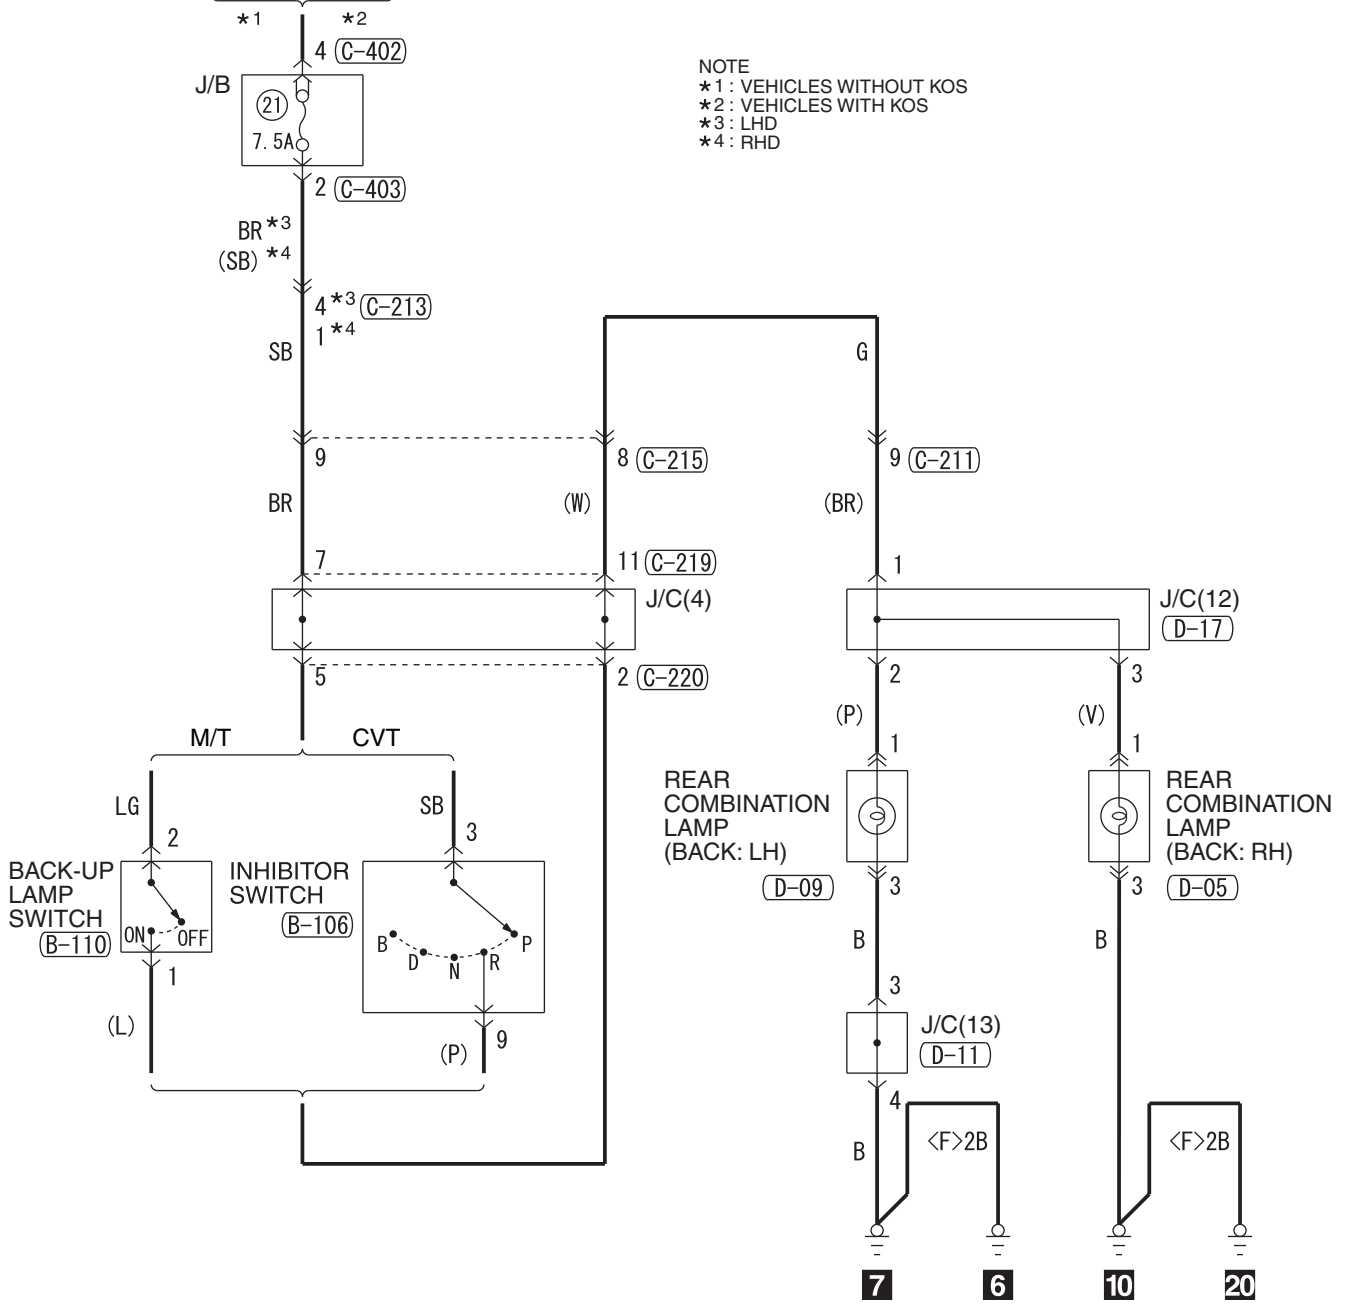 *1 *2
4 C-402
J/B
21
7.5A
2 C-403
NOTE
*1 : VEHICLES WITHOUT KOS
*2 : VEHICLES WITH KOS
*3 : LHD
*4 : RHD
BR *3
(SB) *4
4 *3 C-213
1 *4
SB
G
9
8 C-215
9 C-211
BR
(W)
(BR)
7
11 C-219
1
J/C(4)
J/C(12)
D-17
5
2 C-220
2
3
(P)
(V)
M/T
CVT
1
1
LG
SB
2
3
REAR
COMBINATION
LAMP
(BACK: LH)
D-09
REAR
COMBINATION
LAMP
(BACK: RH)
D-05
BACK-UP
LAMP
SWITCH
B-110
ON
OFF
INHIBITOR
SWITCH
B-106
B
D
N
R
P
3
3
B
B
1
9
(L)
(P)
3
J/C(13)
D-11
4
B
<F>2B
<F>2B
7
6
10
20